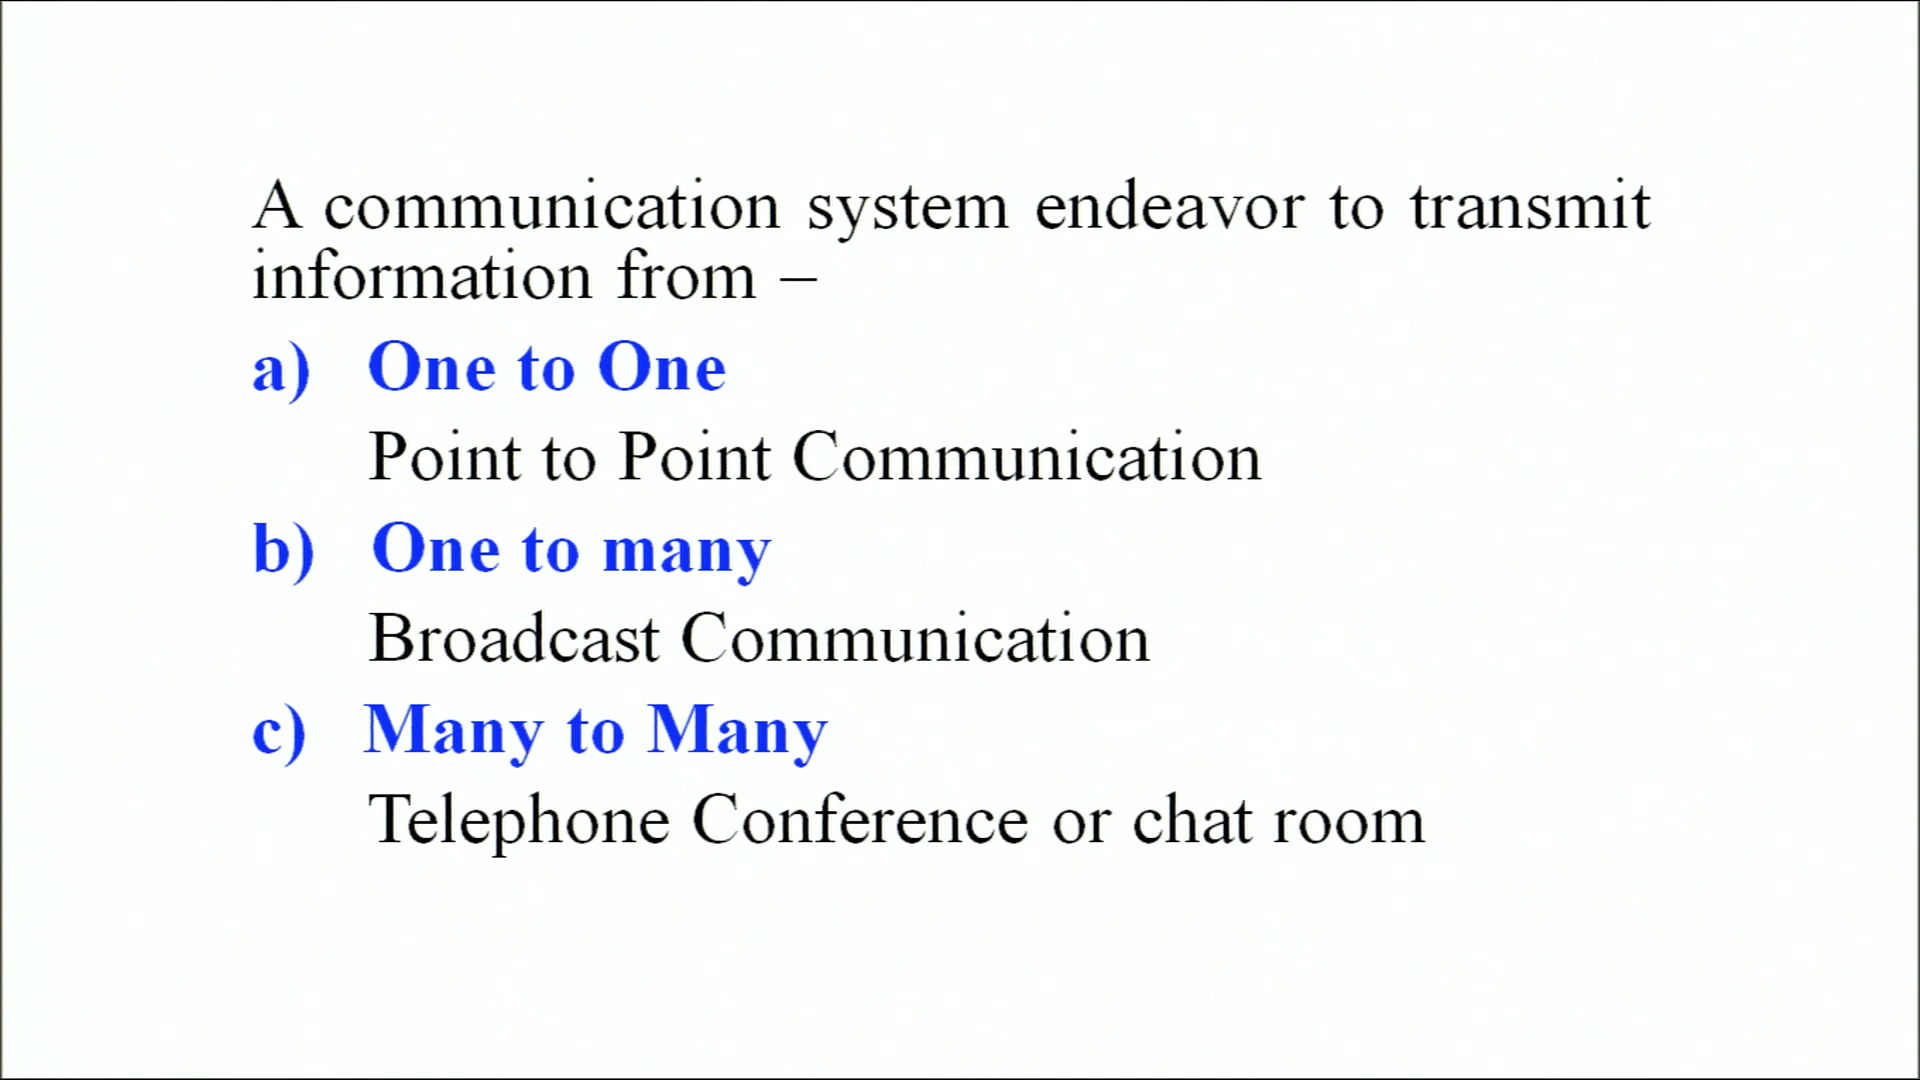 A communication system endeavor to transmit
information from –
a) One to One
Point to Point Communication
b) One to many
Broadcast Communication
c) Many to Many
Telephone Conference or chat room